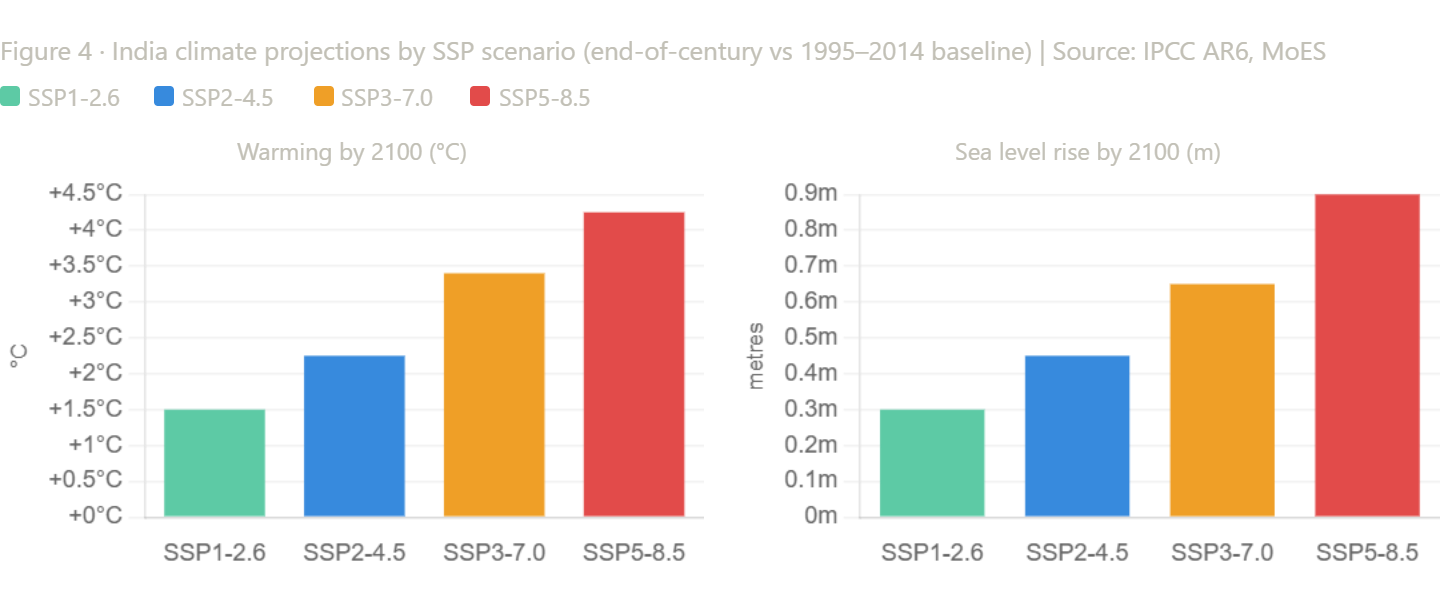 Figure 4 · India climate projections by SSP scenario (end-of-century vs 1995–2014 baseline) | Source: IPCC AR6, MoES
SSP1-2.6 SSP2-4.5 SSP3-7.0 SSP5-8.5
Warming by 2100 (°C)
+4.5°C
+4°C
+3.5°C
+3°C
+2.5°C
+2°C
+1.5°C
+1°C
+0.5°C
+0°C
°C
SSP1-2.6 SSP2-4.5 SSP3-7.0 SSP5-8.5
Sea level rise by 2100 (m)
0.9m
0.8m
0.7m
0.6m
0.5m
0.4m
0.3m
0.2m
0.1m
0m
metres
SSP1-2.6 SSP2-4.5 SSP3-7.0 SSP5-8.5